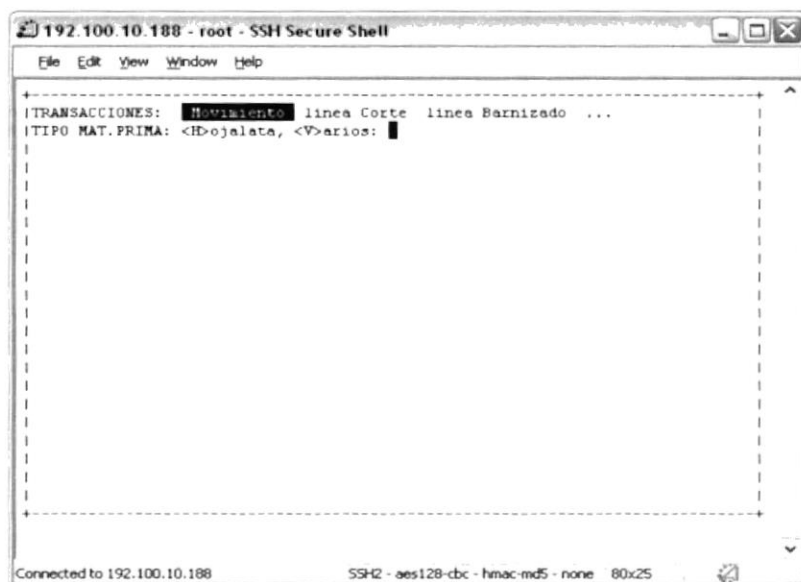 192.100.10.188 - root - SSH Secure Shell
File Edit View Window Help
TRANSACCIONES: Movimiento linea Corte linea Barnizado ...
TIPO MAT.PRIMA: <H>ojalata, <V>arios:
Connected to 192.100.10.188 SSH2 - aes128-cbc - hmac-md5 - none 80x25